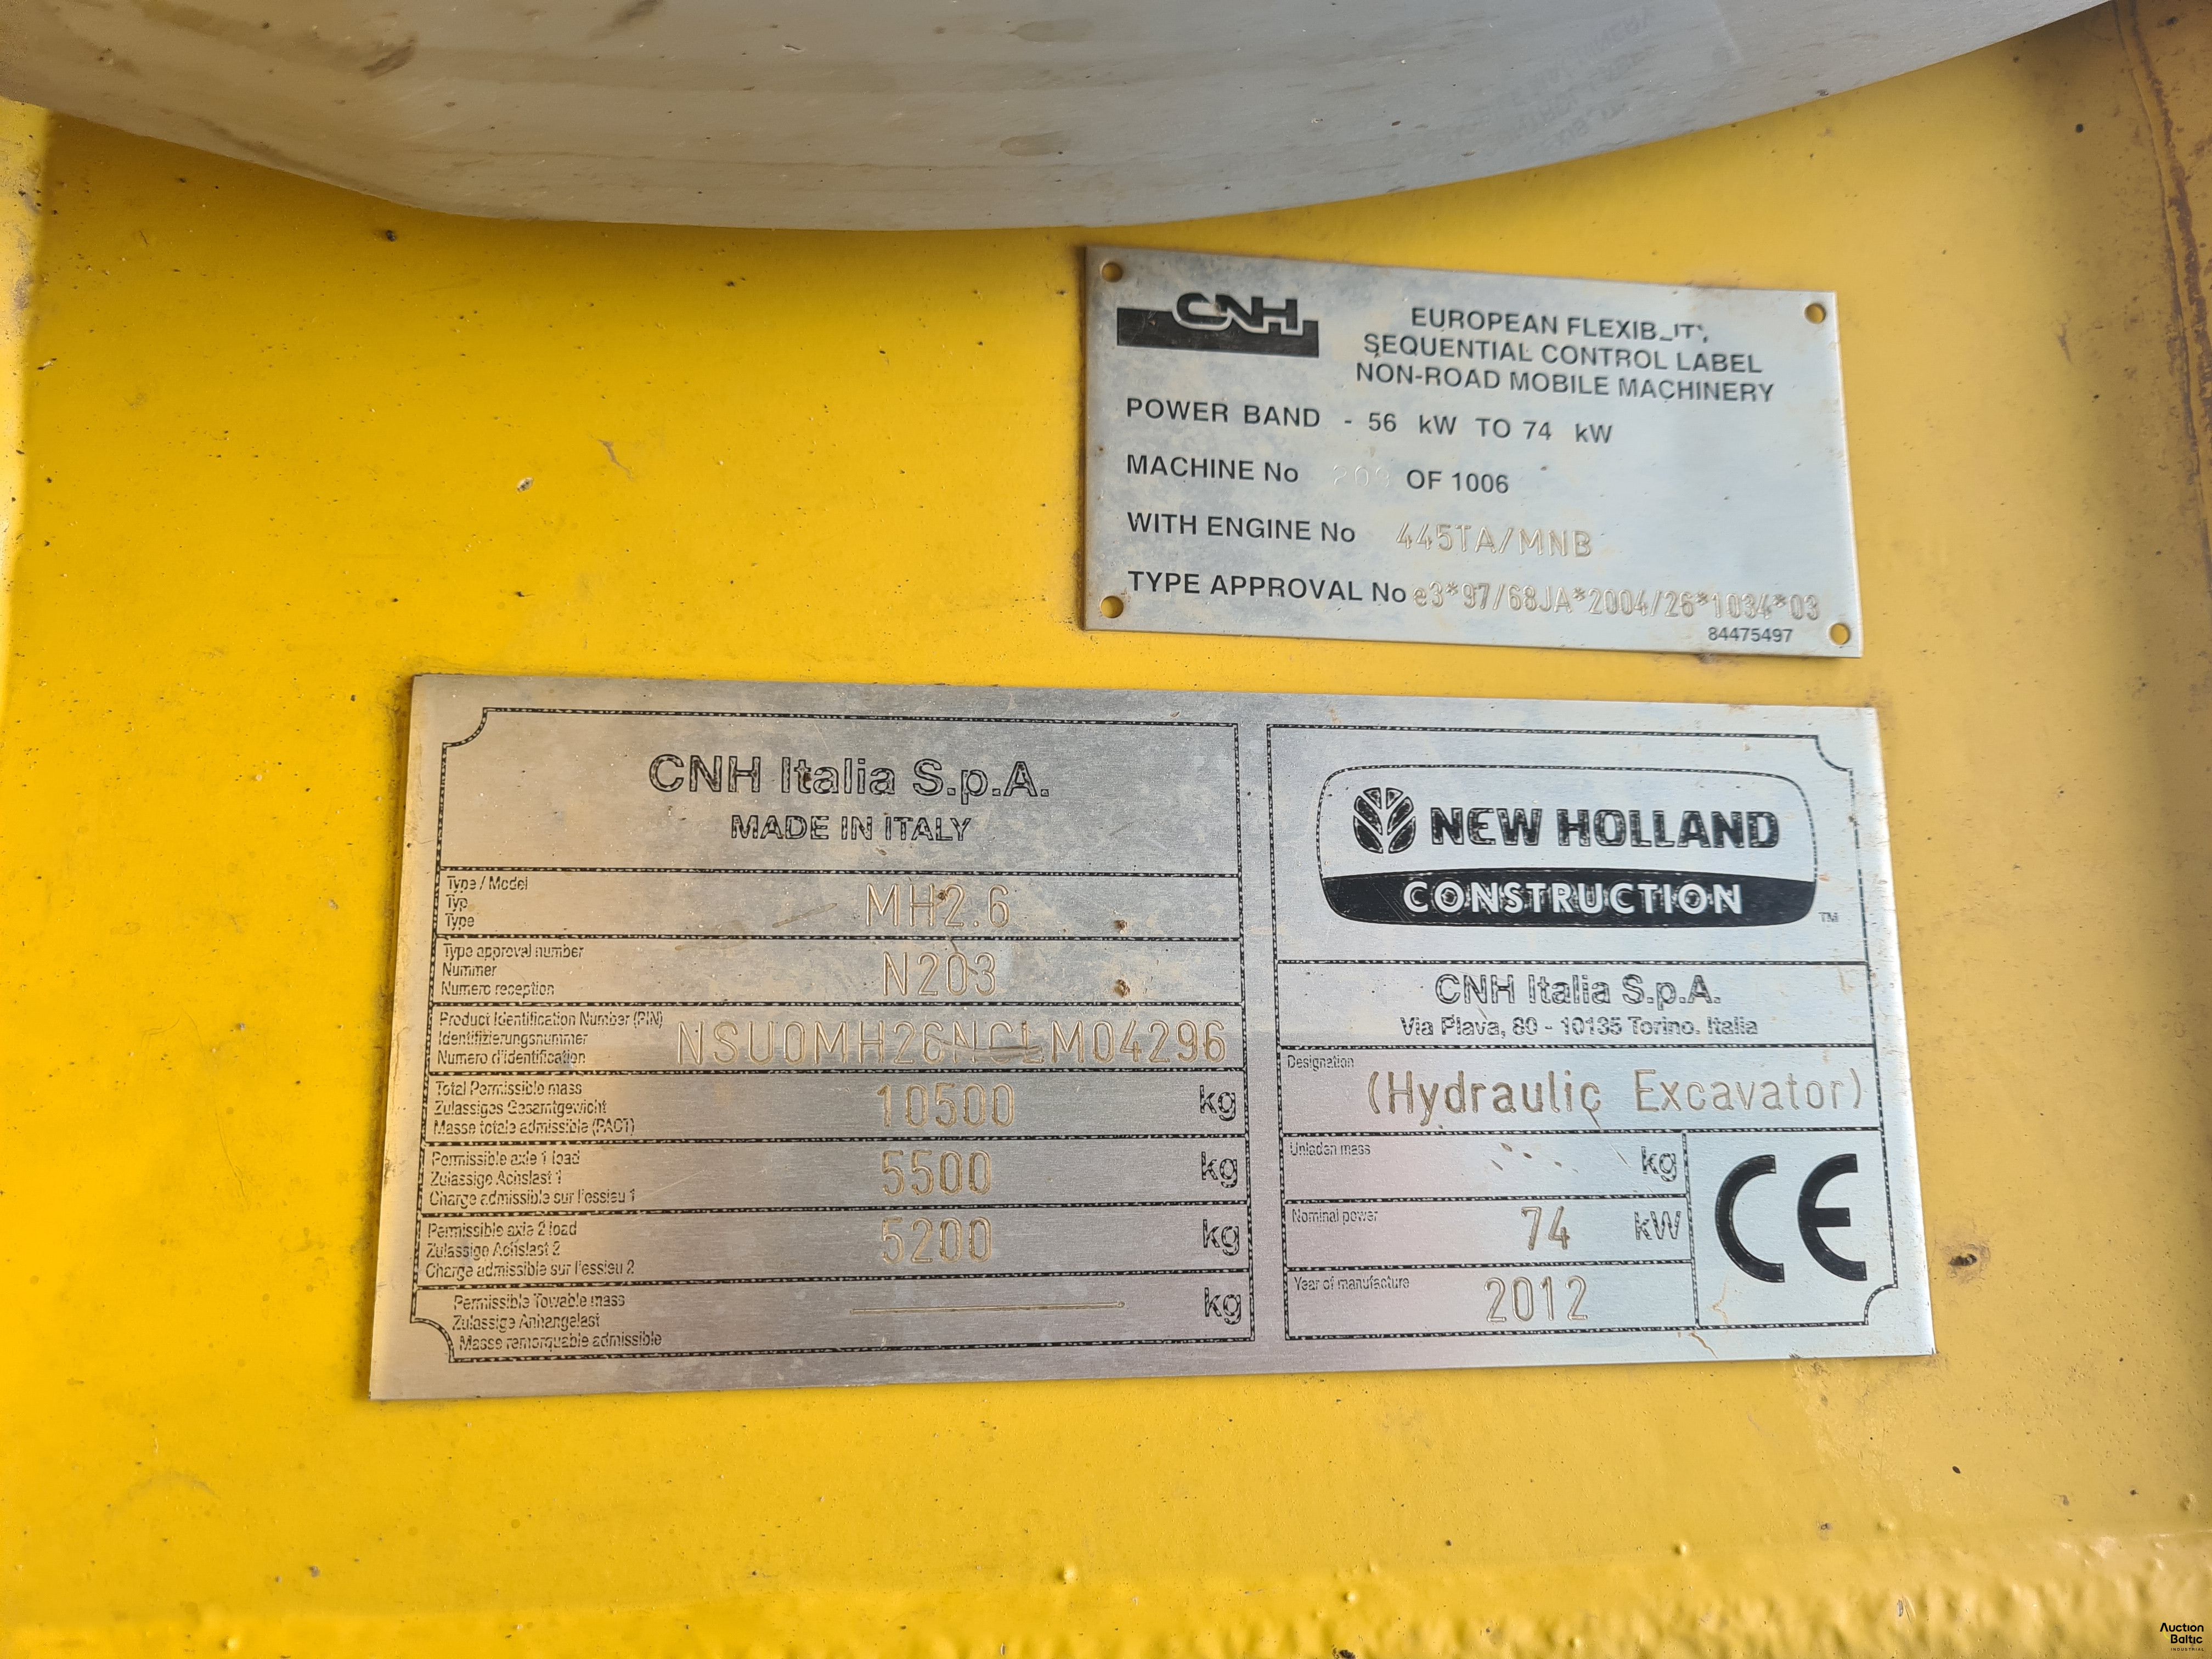 CNH
EUROPEAN
SEQUENTIAL CONTROL LABEL
NON-ROAD MOBILE MACHINERY
POWER BAND - 56 kW TO 74 kW
MACHINE No OF 1006
WITH ENGINE No 445TA/MNB
TYPE APPROVAL No e3*97/68JA*2004/26*1034*03
84475497
CNH Italia S.p.A.
MADE IN ITALY
Type / Model
Typ
Type
MH2.6
Type approval number
Nummer
Numero reception
N203
Product Identification Number (PIN)
Identifizierungsnummer
Numero d'identification
Total Permissible mass
Zulassiges Gesamtgewicht
Masse totale admissible (PACT)
10500 kg
Permissible axle 1 load
Zulassige Achslast 1
Charge admissible sur l'essieu 1
5500 kg
Permissible axle 2 load
Zulassige Achslast 2
Charge admissible sur l'essieu 2
5200 kg
Permissible Towable mass
Zulassige Anhangelast
Masse remorquable admissible
kg
NEW HOLLAND
CONSTRUCTION
TM
CNH Italia S.p.A.
Via Plava, 80 - 10135 Torino. Italia
Designation
(Hydraulic Excavator)
Unladen mass
kg
Nominal power
74 kW
Year of manufacture
2012
CE
Auction
Baltic
INDUSTRIAL